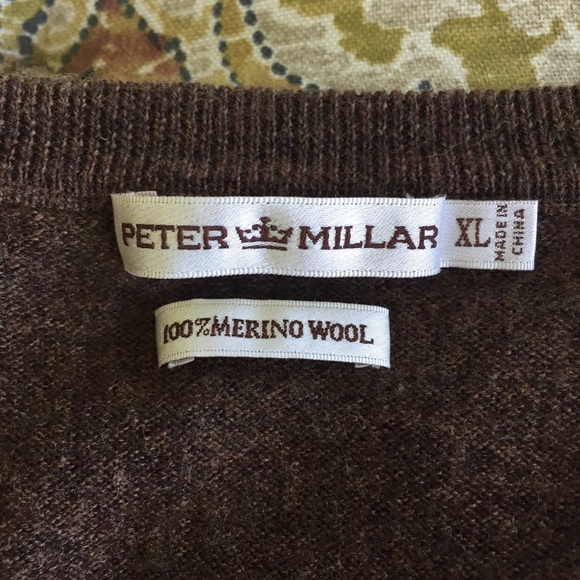 PETER MILLAR
XL
MADE IN
CHINA
100% MERINO WOOL